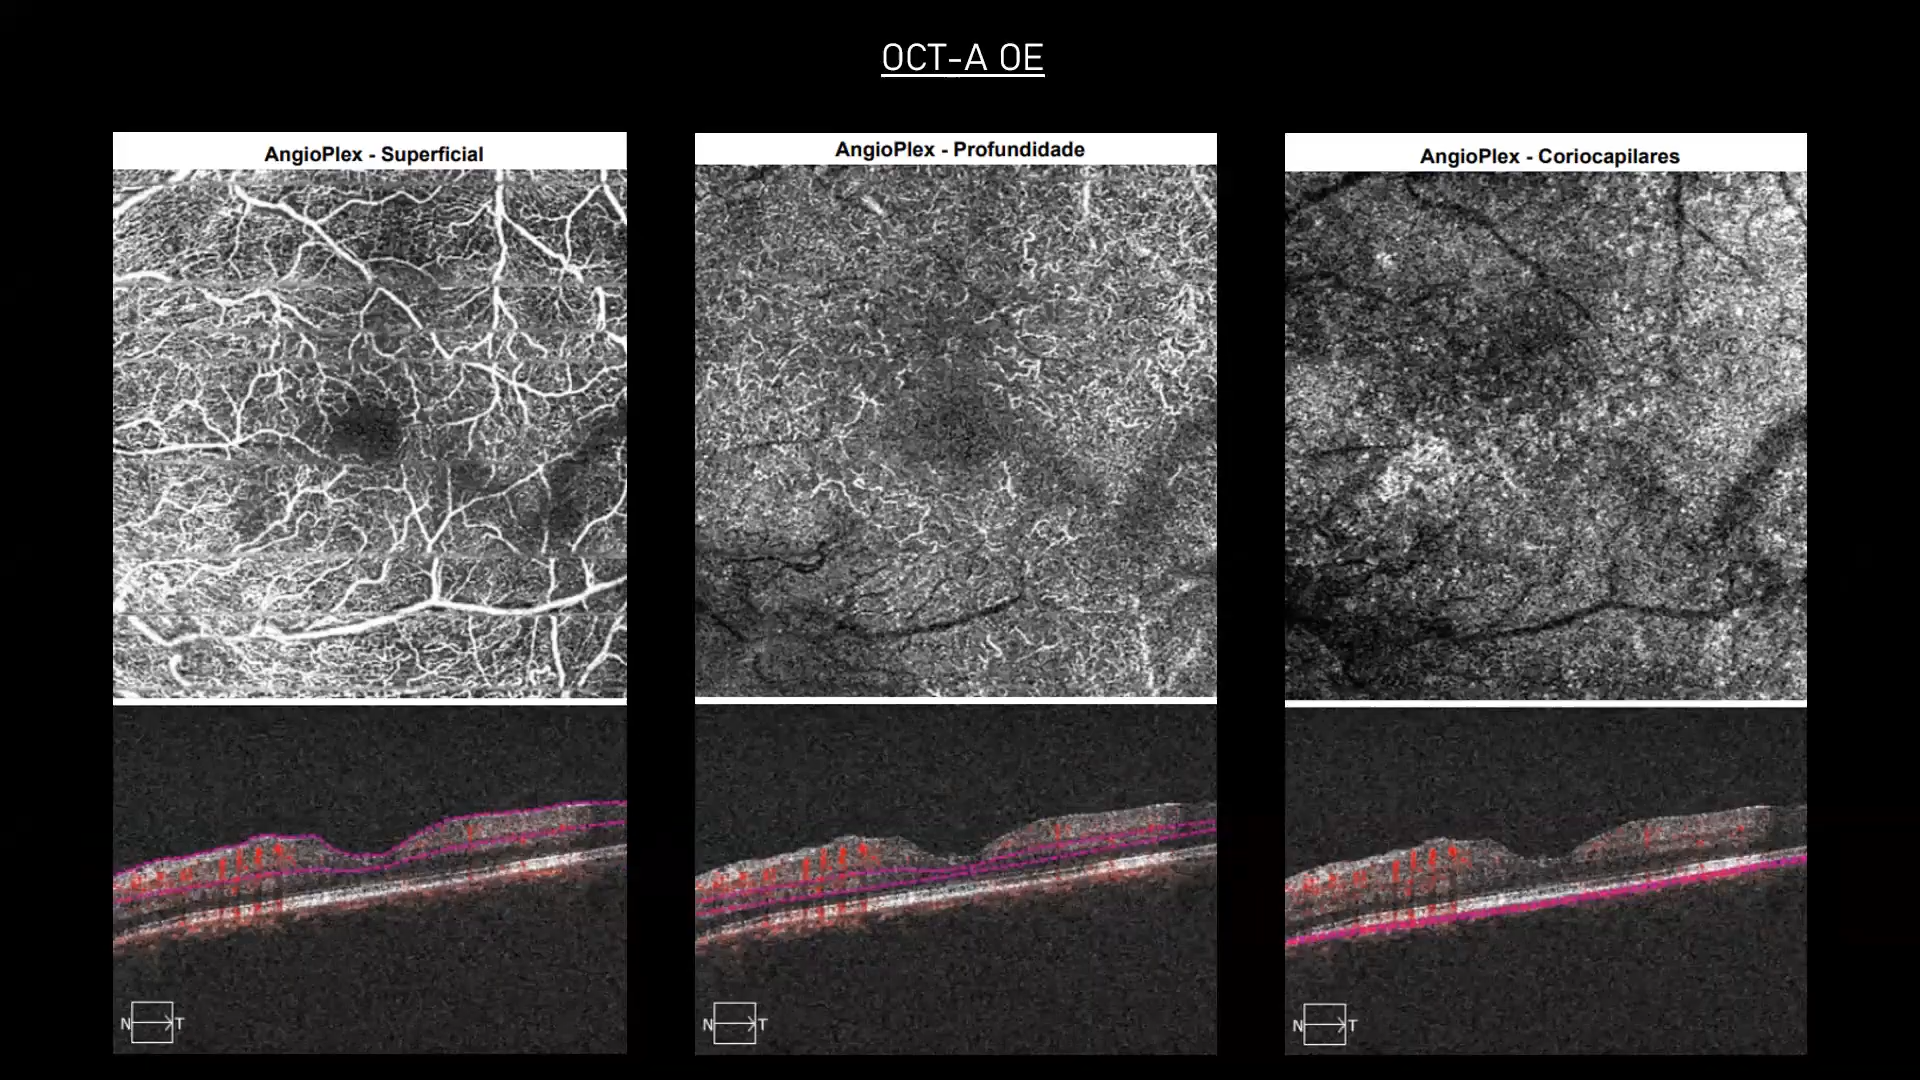 OCT-A OE
AngioPlex - Superficial
AngioPlex - Profundidade
AngioPlex - Coriocapilares
N T
N T
N T